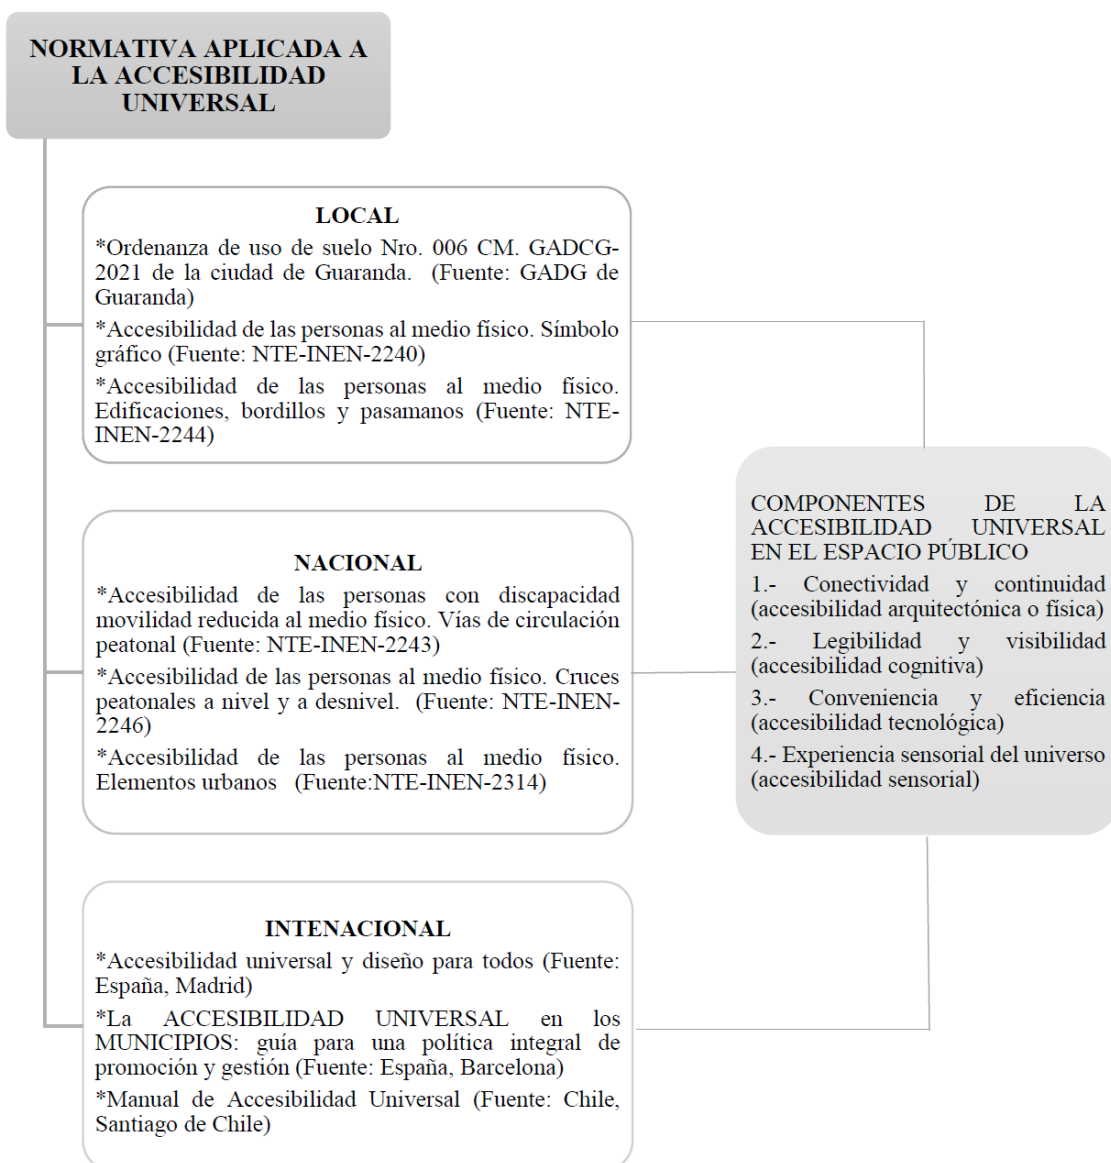 NORMATIVA APLICADA A
LA ACCESIBILIDAD
UNIVERSAL
LOCAL
*Ordenanza de uso de suelo Nro. 006 CM. GADCG-
2021 de la ciudad de Guaranda. (Fuente: GADG de
Guaranda)
*Accesibilidad de las personas al medio físico. Símbolo
gráfico (Fuente: NTE-INEN-2240)
*Accesibilidad de las personas al medio físico.
Edificaciones, bordillos y pasamanos (Fuente: NTE-
INEN-2244)
NACIONAL
*Accesibilidad de las personas con discapacidad
movilidad reducida al medio físico. Vías de circulación
peatonal (Fuente: NTE-INEN-2243)
*Accesibilidad de las personas al medio físico. Cruces
peatonales a nivel y a desnivel. (Fuente: NTE-INEN-
2246)
*Accesibilidad de las personas al medio físico.
Elementos urbanos (Fuente:NTE-INEN-2314)
INTENACIONAL
*Accesibilidad universal y diseño para todos (Fuente:
España, Madrid)
*La ACCESIBILIDAD UNIVERSAL en los
MUNICIPIOS: guía para una política integral de
promoción y gestión (Fuente: España, Barcelona)
*Manual de Accesibilidad Universal (Fuente: Chile,
Santiago de Chile)
COMPONENTES DE LA
ACCESIBILIDAD UNIVERSAL
EN EL ESPACIO PÚBLICO
1.- Conectividad y continuidad
(accesibilidad arquitectónica o física)
2.- Legibilidad y visibilidad
(accesibilidad cognitiva)
3.- Conveniencia y eficiencia
(accesibilidad tecnológica)
4.- Experiencia sensorial del universo
(accesibilidad sensorial)